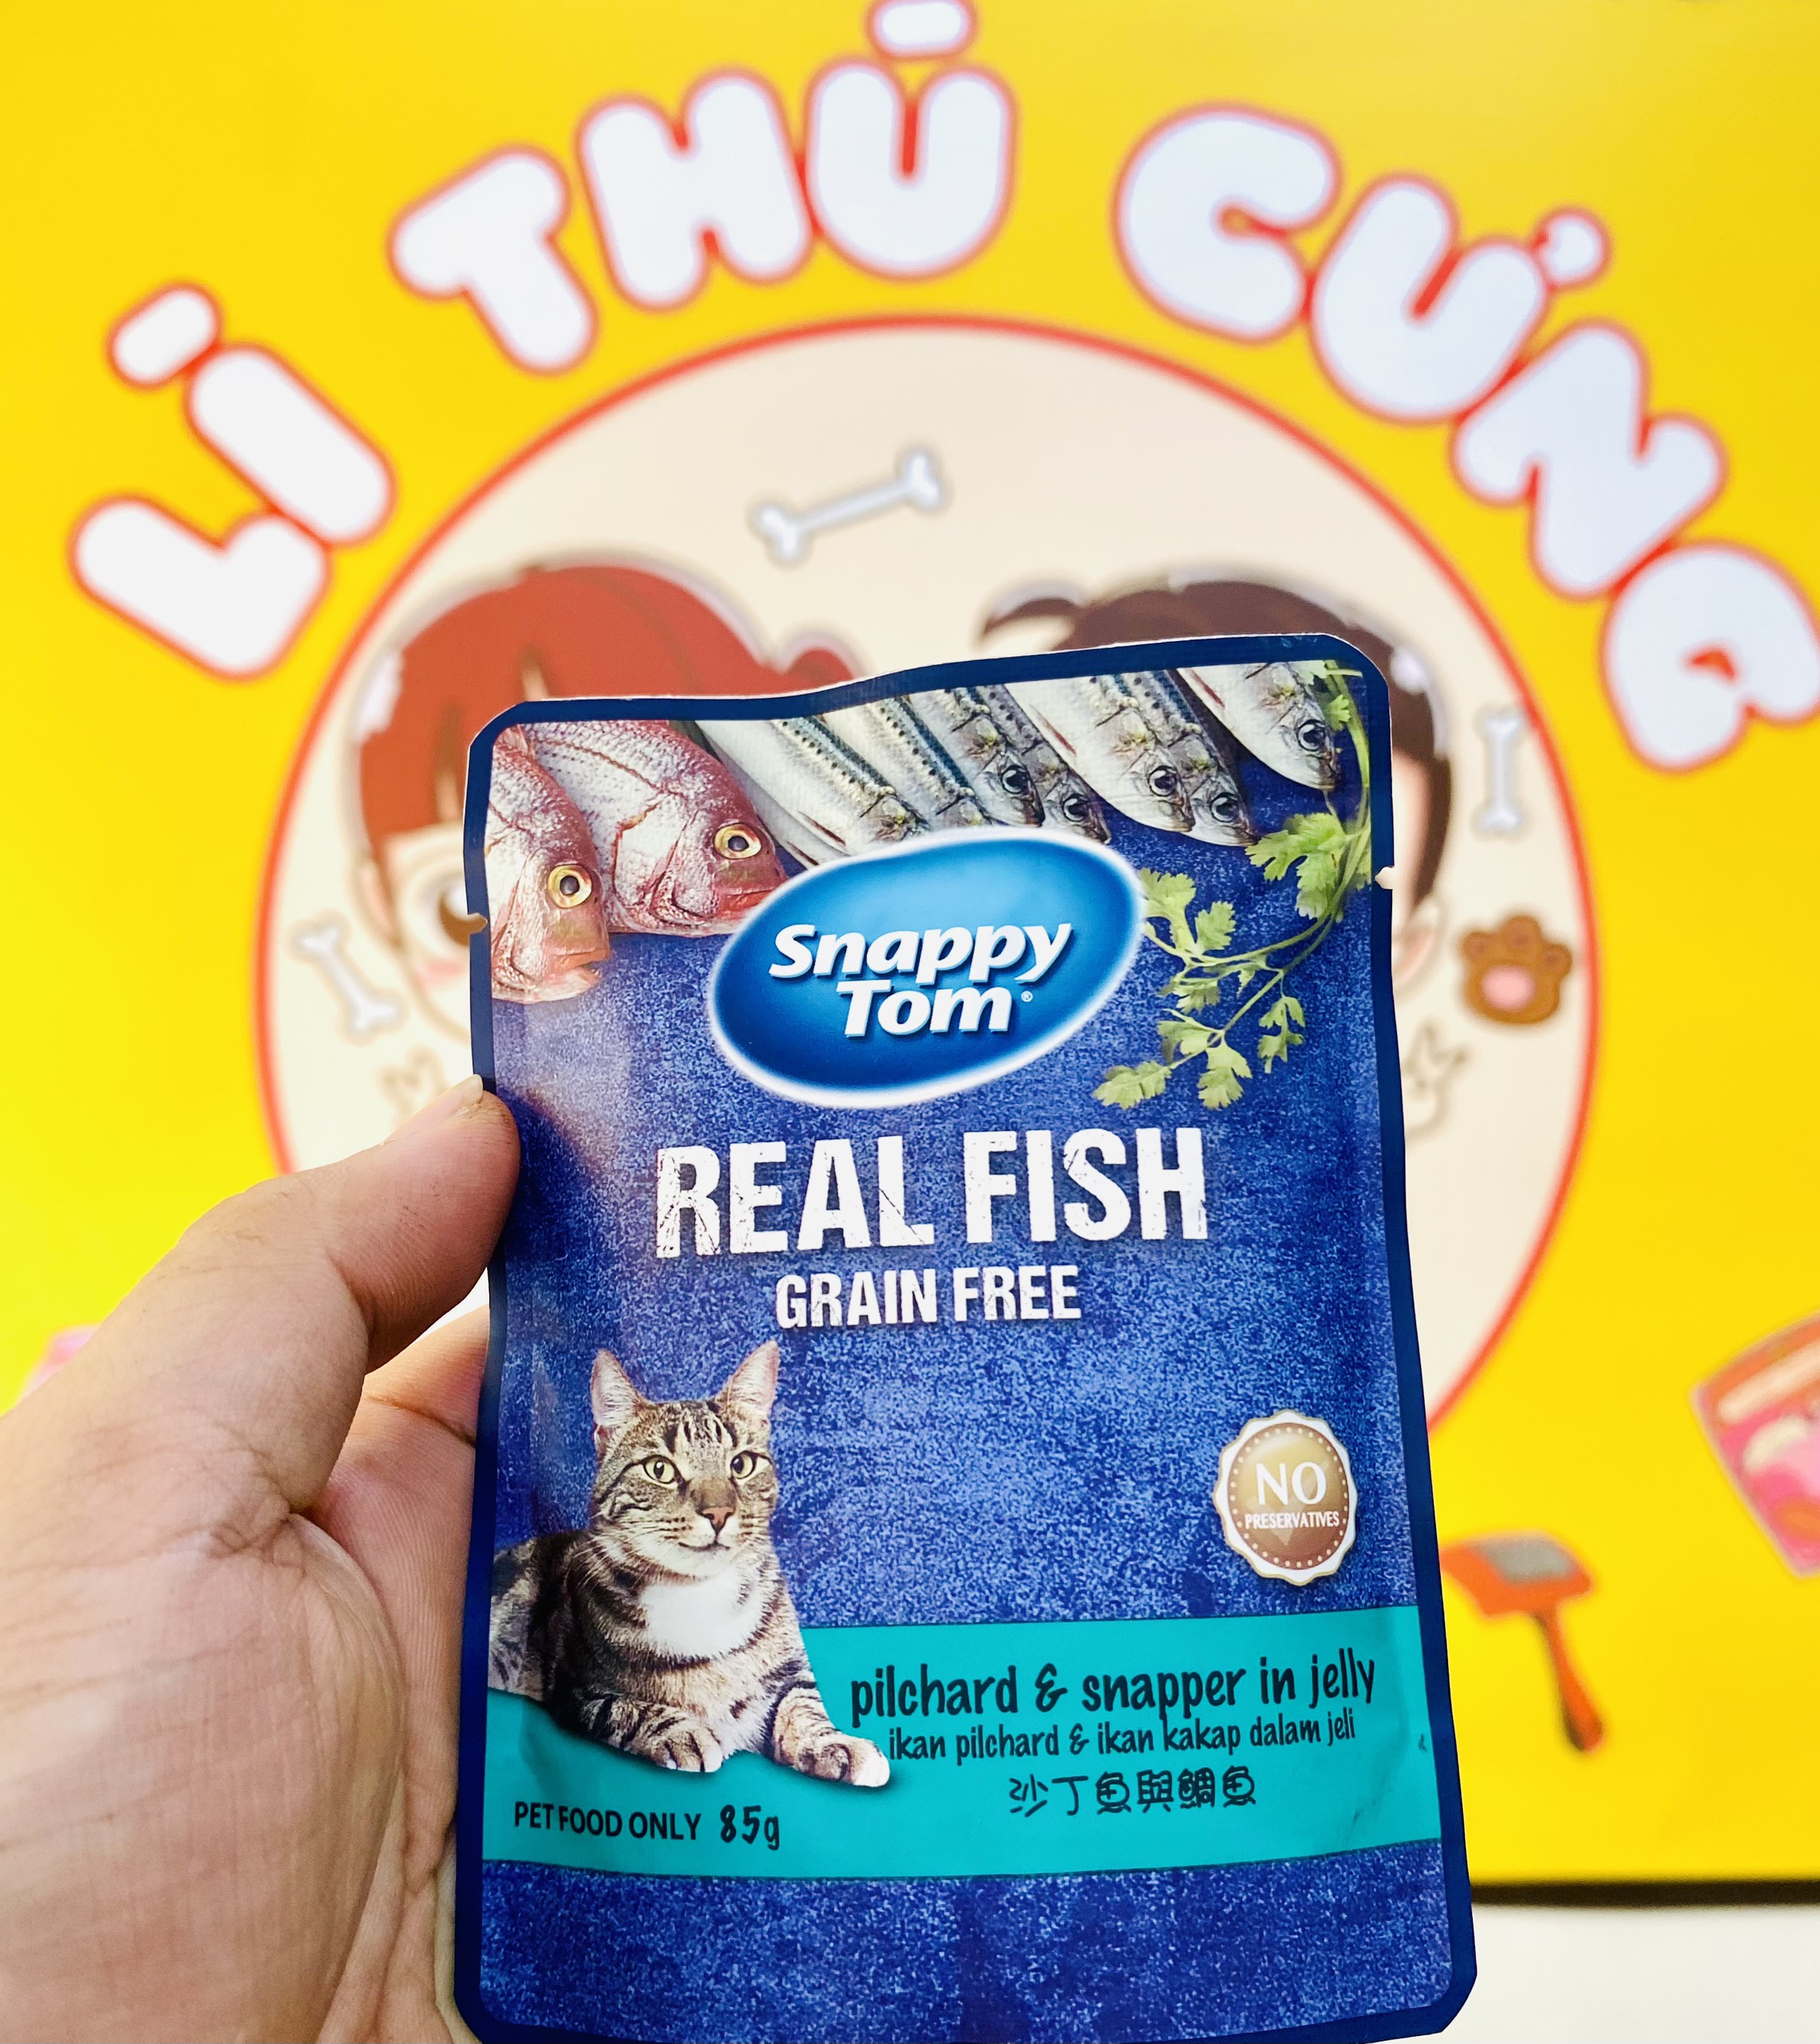 LÌ THÚ CƯNG
Snappy
Tom®
REAL FISH
GRAIN FREE
NO
PRESERVATIVES
pilchard & snapper in jelly
ikan pilchard & ikan kakap dalam jeli
沙丁魚與鯛魚
PET FOOD ONLY 85g